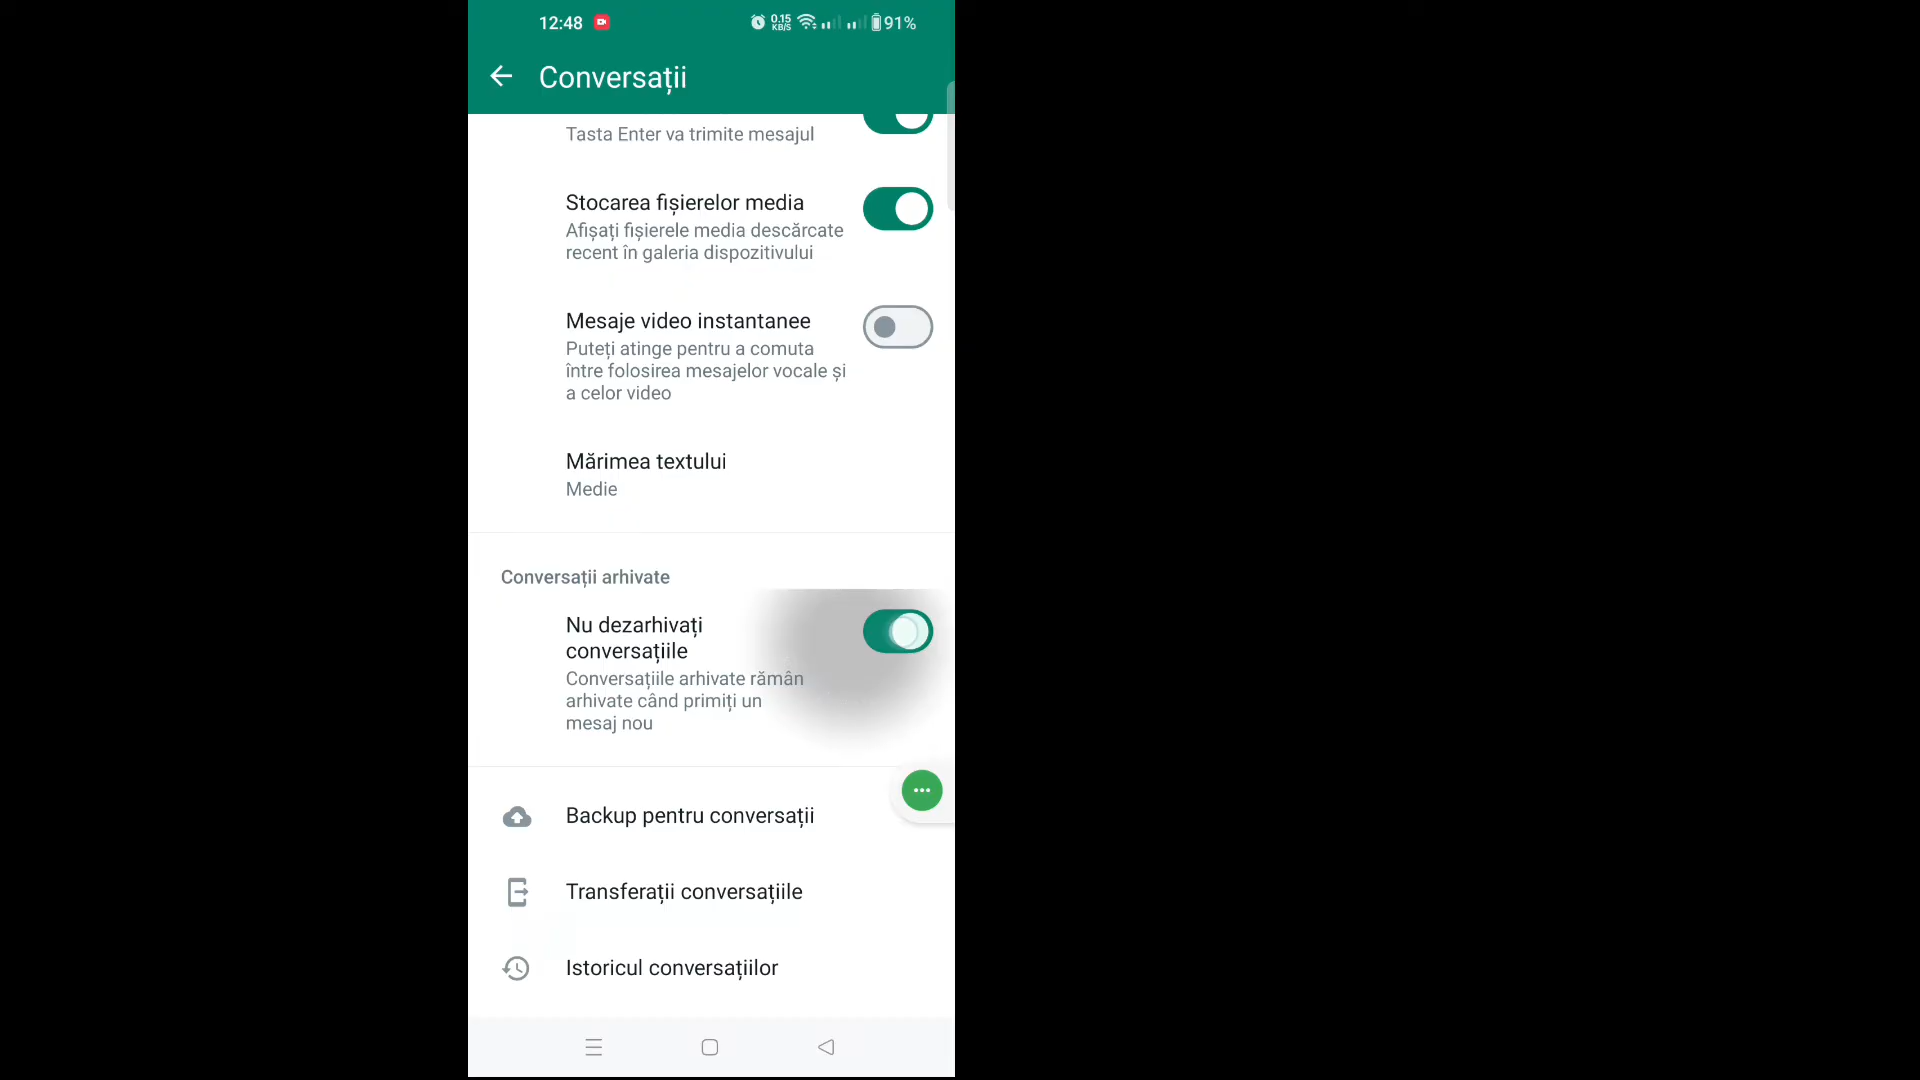 12:48
0.15
KB/S
91%
Conversații
Tasta Enter va trimite mesajul
Stocarea fișierelor media
Afișați fișierele media descărcate
recent în galeria dispozitivului
Mesaje video instantanee
Puteți atinge pentru a comuta
între folosirea mesajelor vocale și
a celor video
Mărimea textului
Medie
Conversații arhivate
Nu dezarhivați
conversațiile
Conversațiile arhivate rămân
arhivate când primiți un
mesaj nou
Backup pentru conversații
Transferații conversațiile
Istoricul conversațiilor